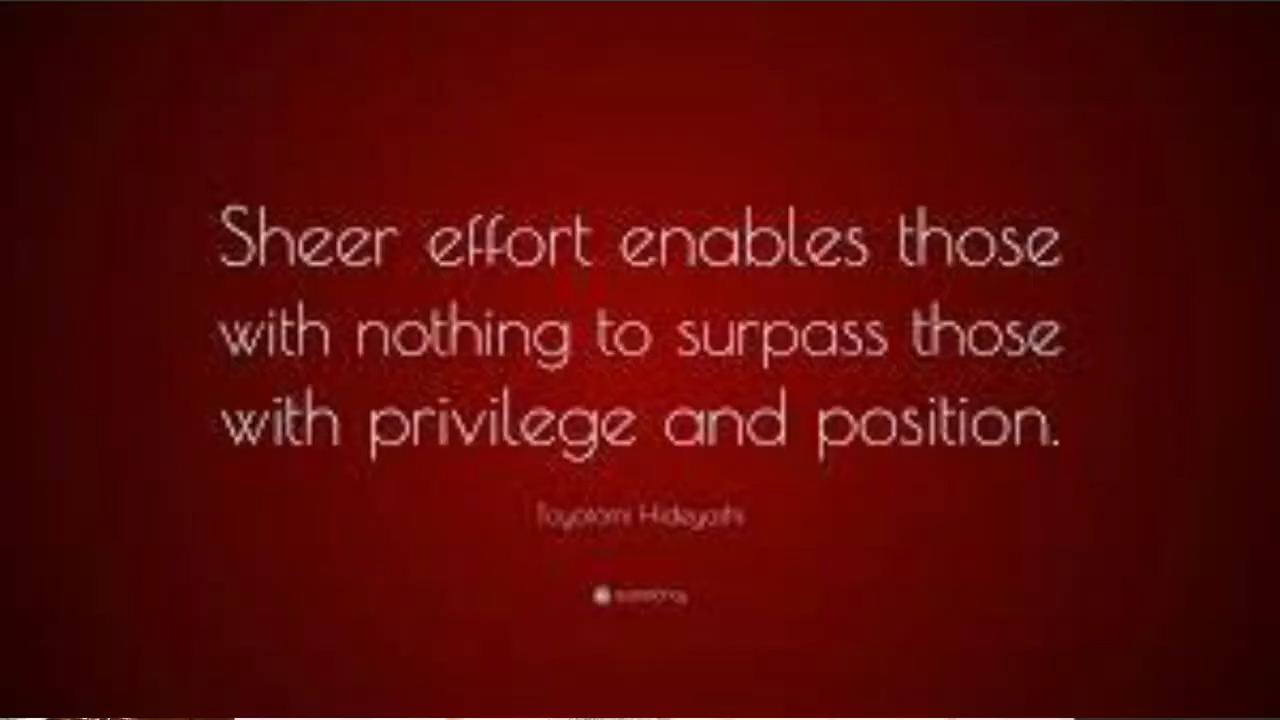 Sheer effort enables those
with nothing to surpass those
with privilege and position.
Toyotomi Hideyoshi